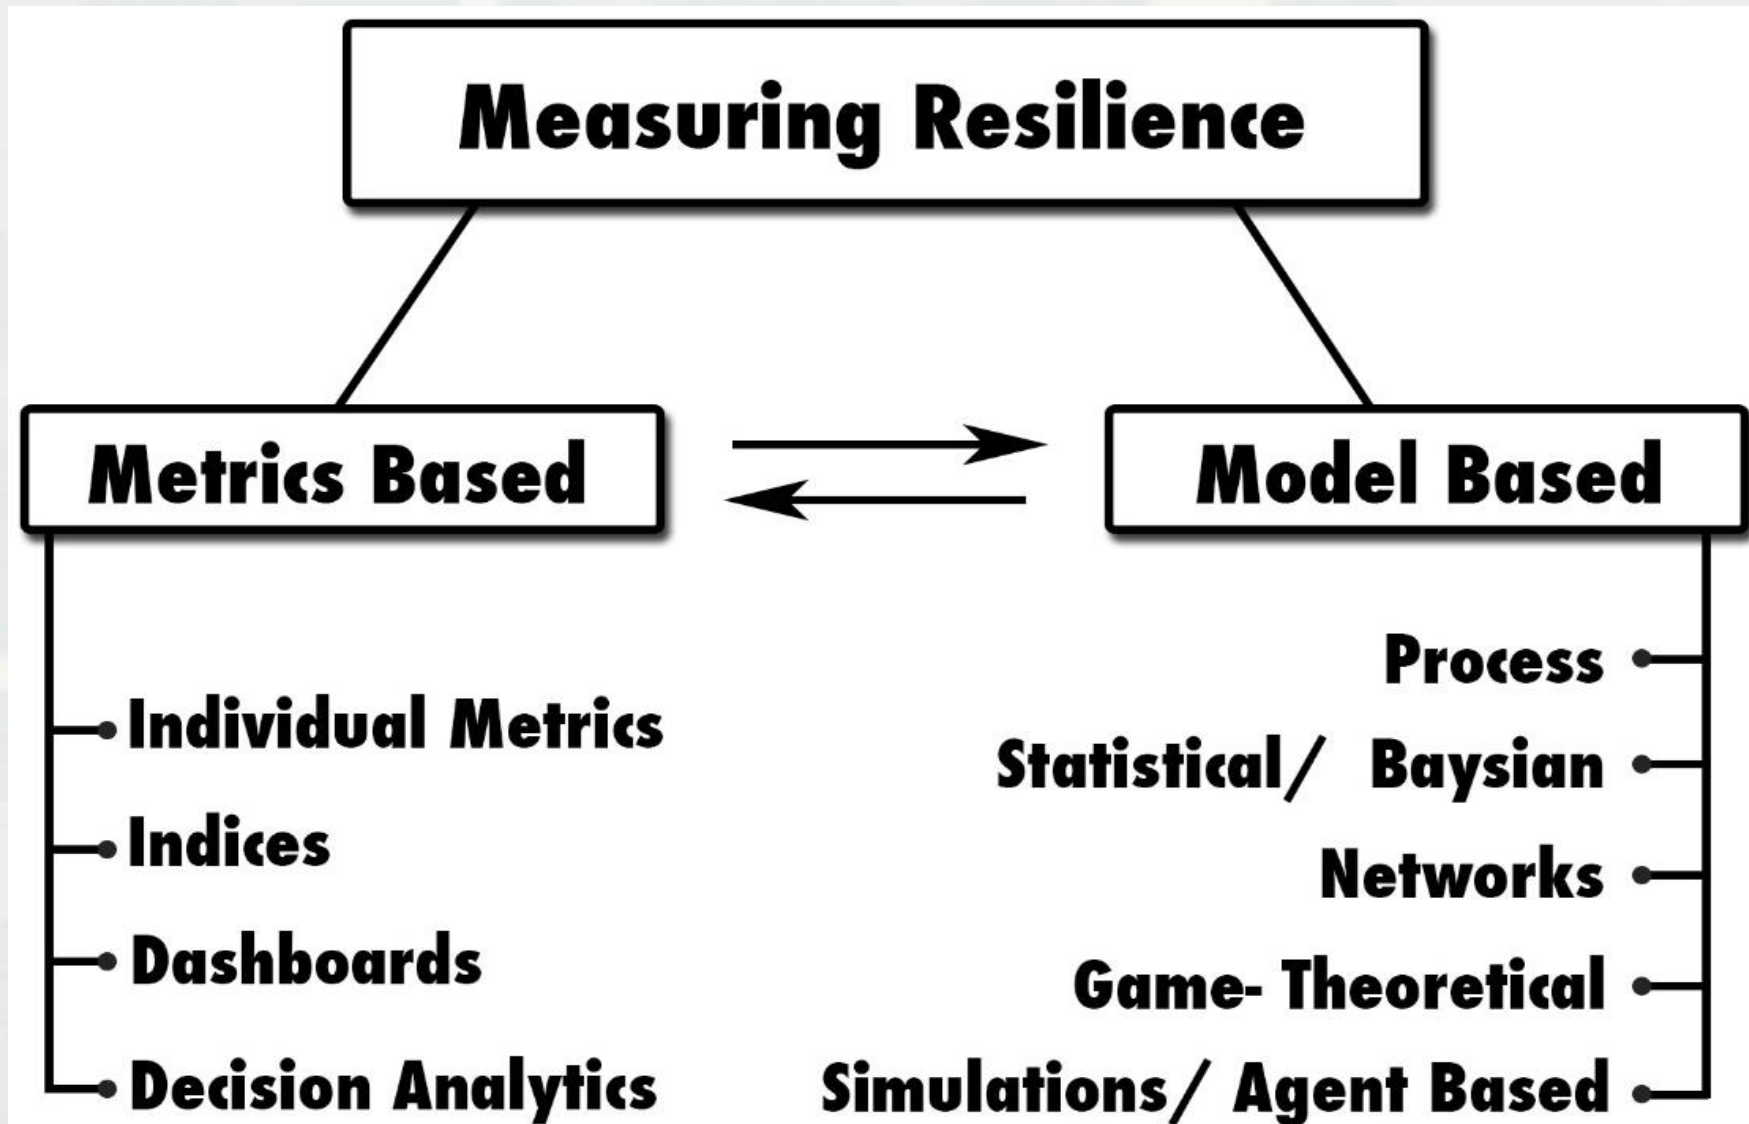 Measuring Resilience
Metrics Based
Model Based
Individual Metrics
Indices
Dashboards
Decision Analytics
Process
Statistical/ Baysian
Networks
Game- Theoretical
Simulations/ Agent Based